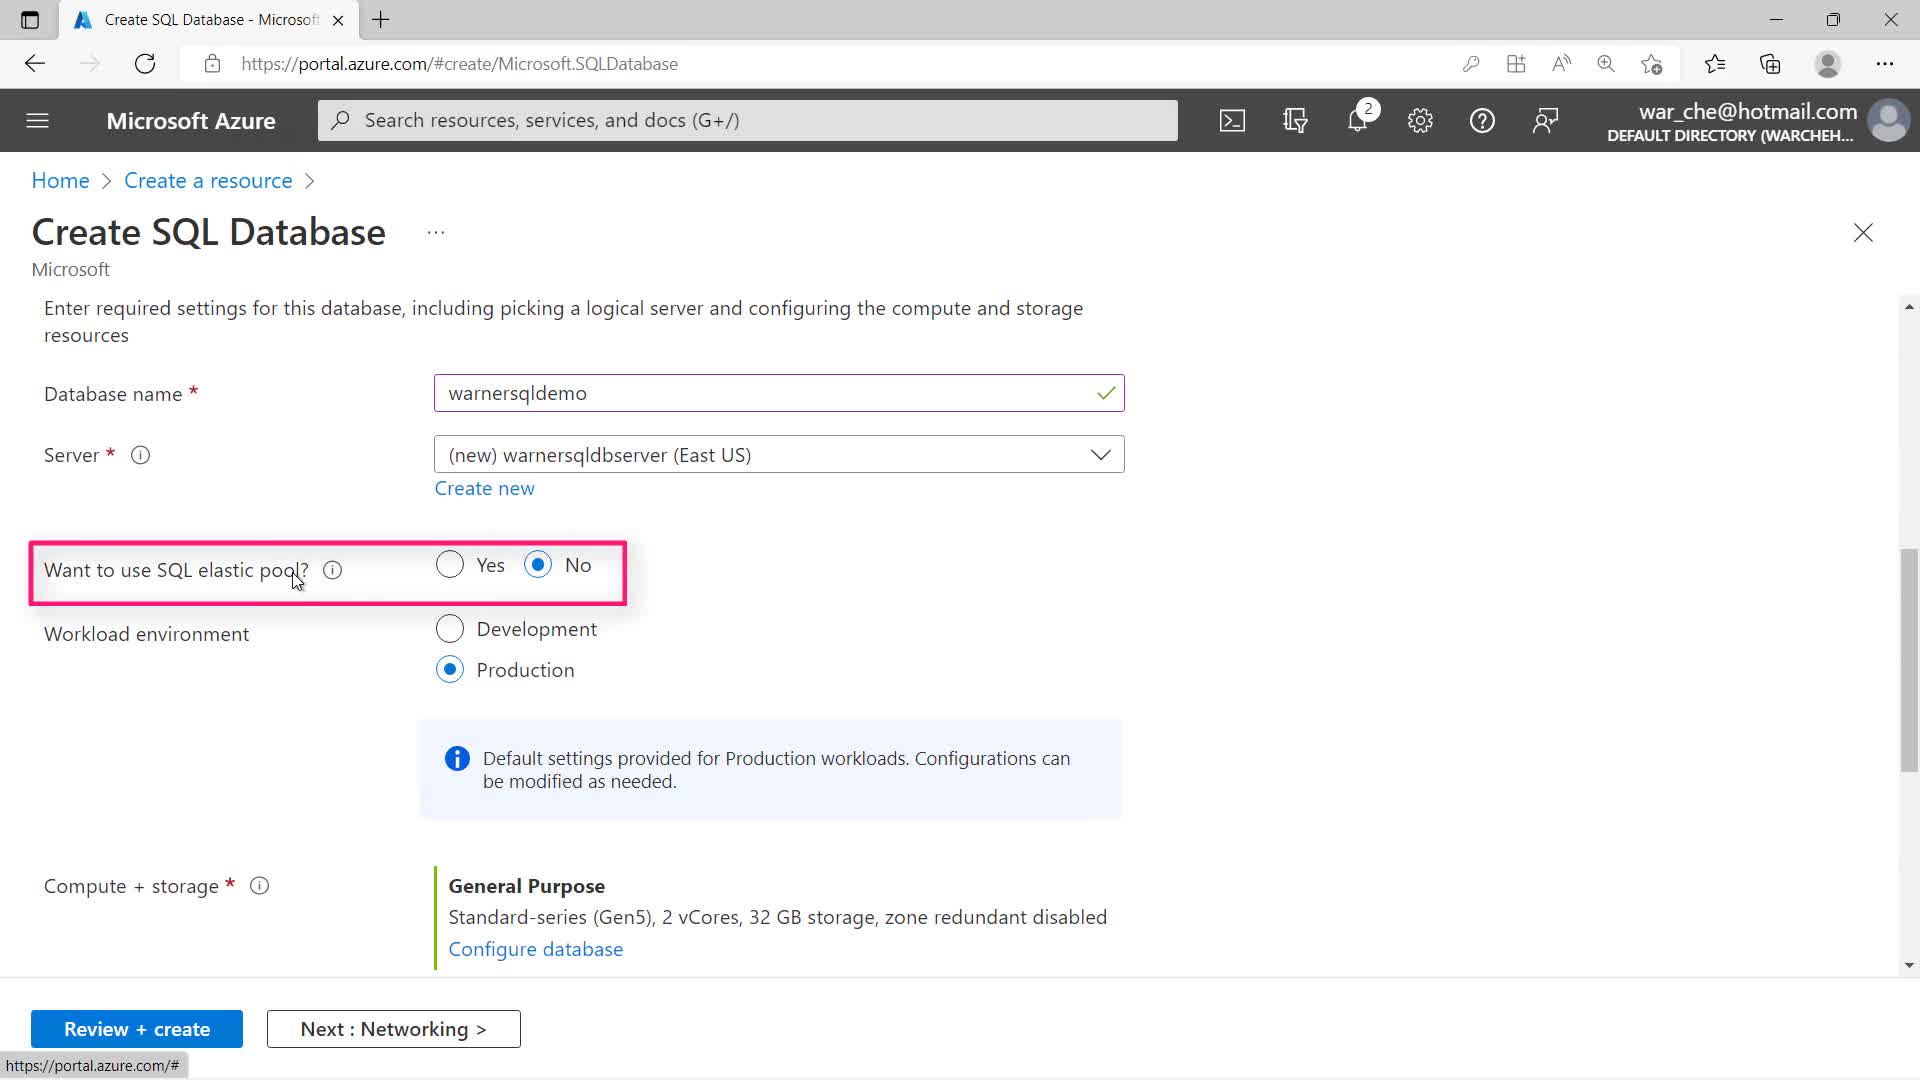 Create SQL Database - Microsoft
https://portal.azure.com/#create/Microsoft.SQLDatabase
Microsoft Azure
Search resources, services, and docs (G+/)
2
war_che@hotmail.com
DEFAULT DIRECTORY (WARCHEH...
Home > Create a resource >
Create SQL Database ...
Microsoft
Enter required settings for this database, including picking a logical server and configuring the compute and storage
resources
Database name *
warnersqldemo
Server *
(new) warnersqldbserver (East US)
Create new
Want to use SQL elastic pool?
Yes
No
Workload environment
Development
Production
Default settings provided for Production workloads. Configurations can
be modified as needed.
Compute + storage *
General Purpose
Standard-series (Gen5), 2 vCores, 32 GB storage, zone redundant disabled
Configure database
Review + create
Next : Networking >
https://portal.azure.com/#